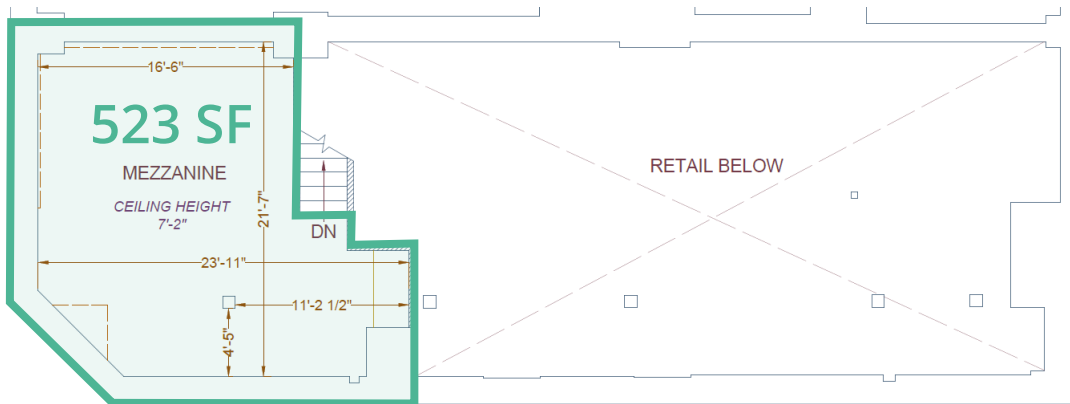 16'-6"
523 SF
MEZZANINE
RETAIL BELOW
CEILING HEIGHT
7'-2"
21'-7"
DN
23'-11"
11'-2 1/2"
4'-5"